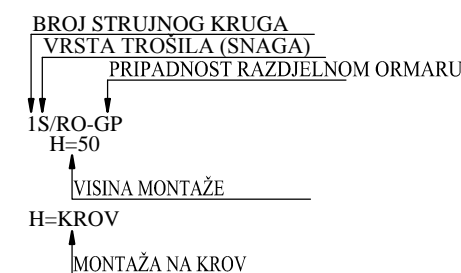 BROJ STRUJNOG KRUGA
VRSTA TROŠILA (SNAGA)
PRIPADNOST RAZDJELNOM ORMARU
1S/RO-GP
H=50
VISINA MONTAŽE
H=KROV
MONTAŽA NA KROV